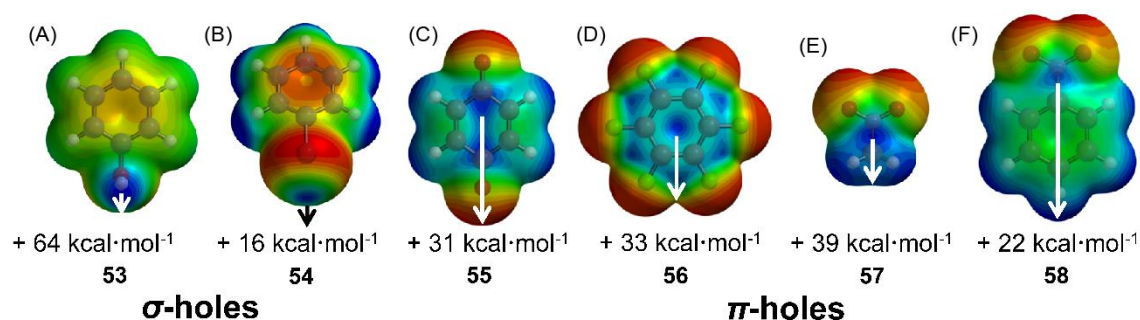 (A) (B) (C) (D) (E) (F)
+ 64 kcal·mol⁻¹ + 16 kcal·mol⁻¹ + 31 kcal·mol⁻¹ + 33 kcal·mol⁻¹ + 39 kcal·mol⁻¹ + 22 kcal·mol⁻¹
53 54 55 56 57 58
σ-holes π-holes